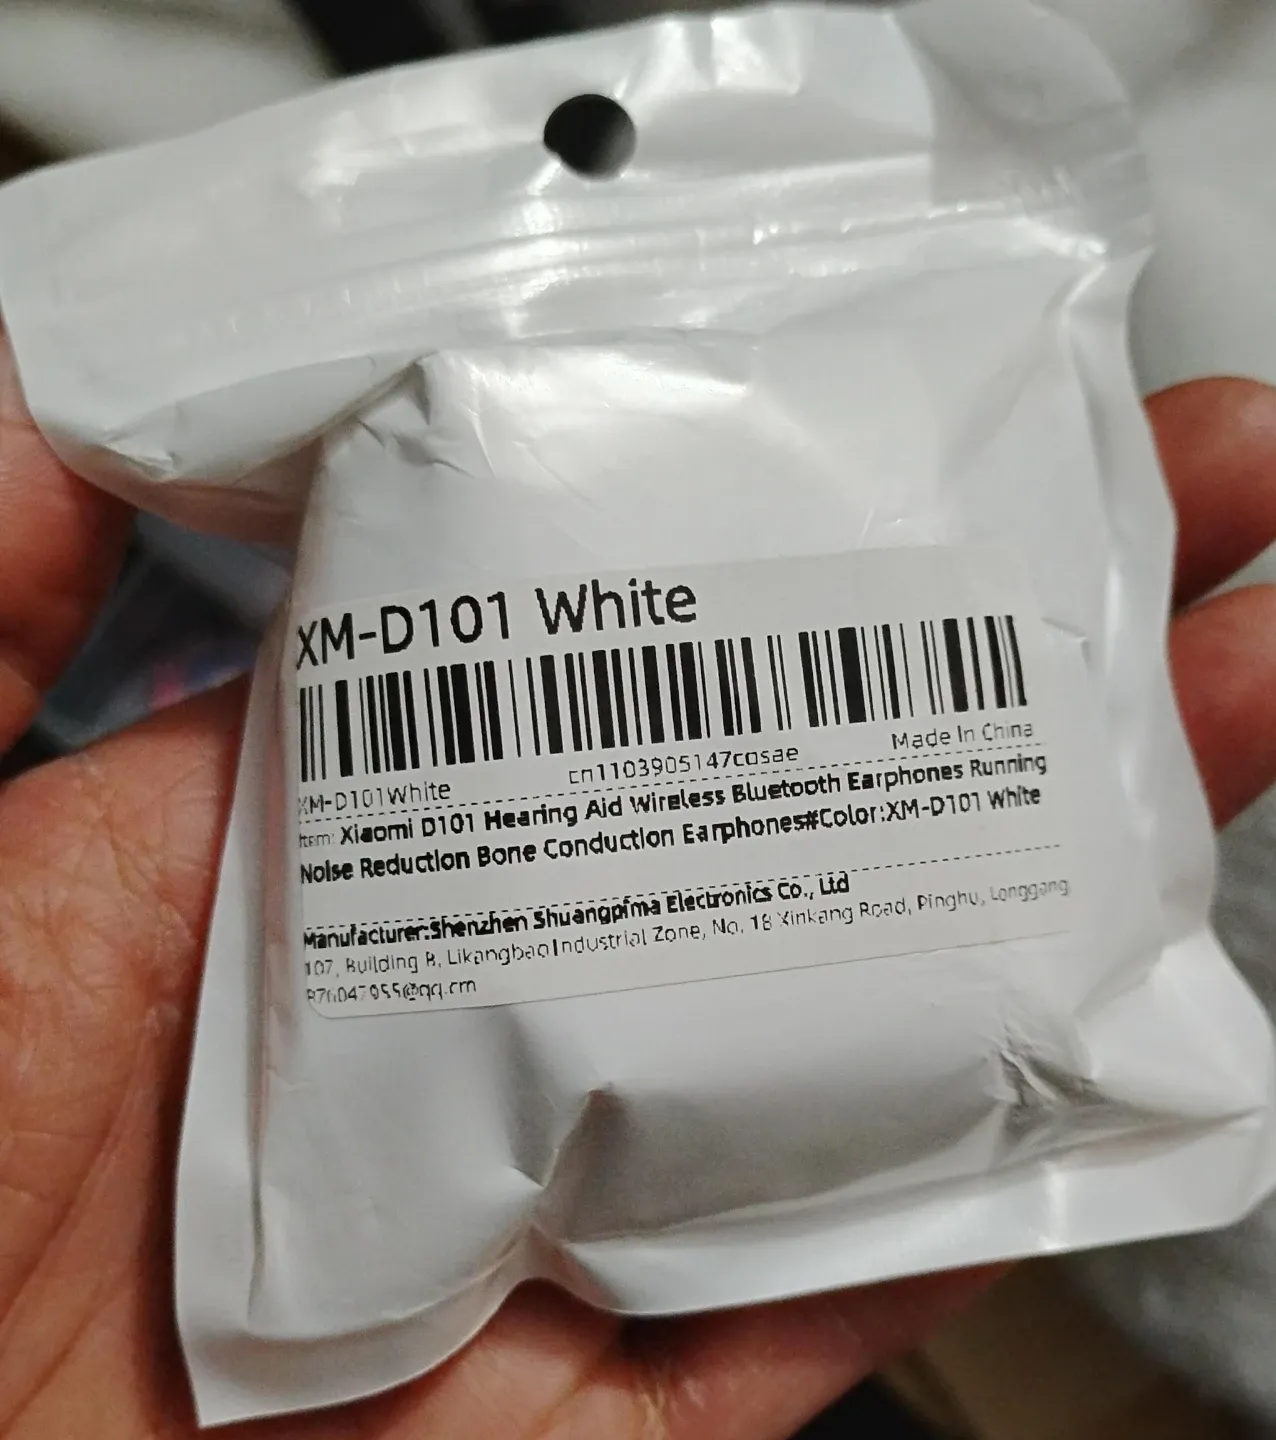 XM-D101 White
XM-D101White cn1103905147cosae Made In China
Item: Xiaomi D101 Hearing Aid Wireless Bluetooth Earphones Running
Noise Reduction Bone Conduction Earphones#Color:XM-D101 White
Manufacturer:Shenzhen Shuangpima Electronics Co., Ltd
107, Building B, Likangbao Industrial Zone, No. 18 Xinkang Road, Pinghu, Longgang